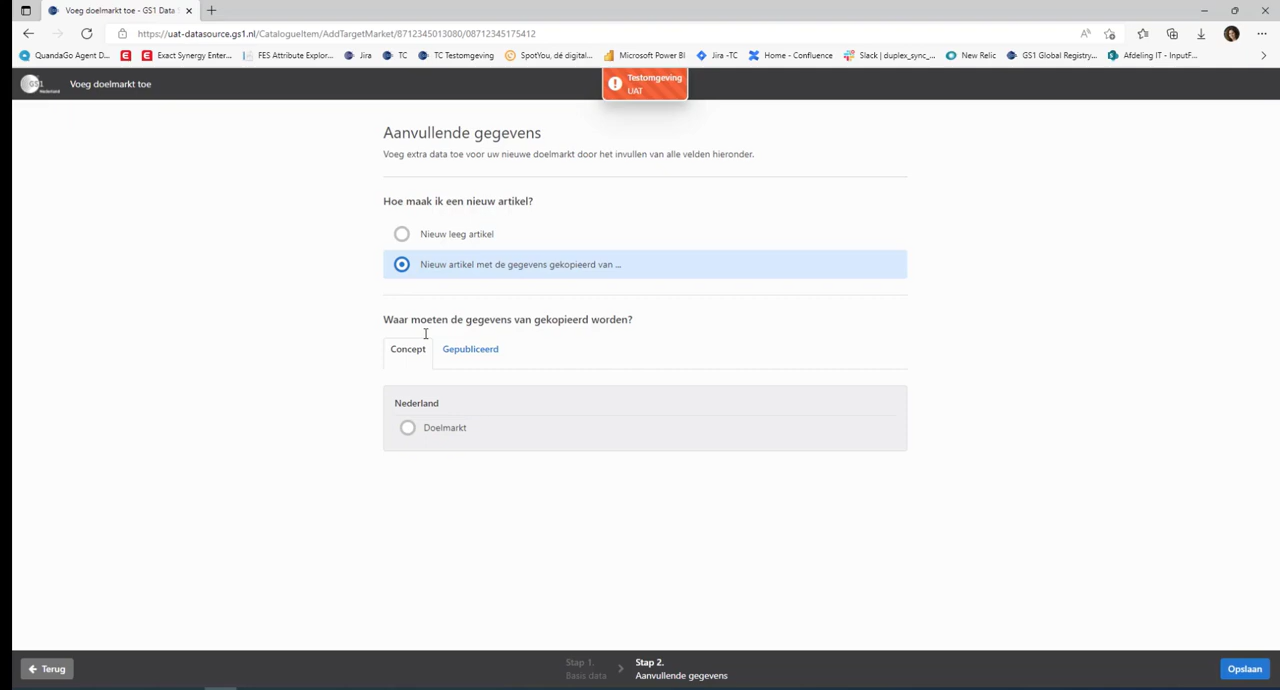 Voeg doelmarkt toe - GS1 Data
https://uat-datasource.gs1.nl/CatalogueItem/AddTargetMarket/8712345013080/08712345175412
QuandaGo Agent D... Exact Synergy Enter... FES Attribute Explor... Jira TC TC Testomgeving SpotYou, dé digital... Microsoft Power BI Jira -TC Home - Confluence Slack | duplex_sync_... New Relic GS1 Global Registry... Afdeling IT - InputF...
GS1 Nederland Voeg doelmarkt toe
Testomgeving
UAT
Aanvullende gegevens
Voeg extra data toe voor uw nieuwe doelmarkt door het invullen van alle velden hieronder.
Hoe maak ik een nieuw artikel?
Nieuw leeg artikel
Nieuw artikel met de gegevens gekopieerd van ...
Waar moeten de gegevens van gekopieerd worden?
Concept Gepubliceerd
Nederland
Doelmarkt
Terug
Stap 1.
Basis data
Stap 2.
Aanvullende gegevens
Opslaan